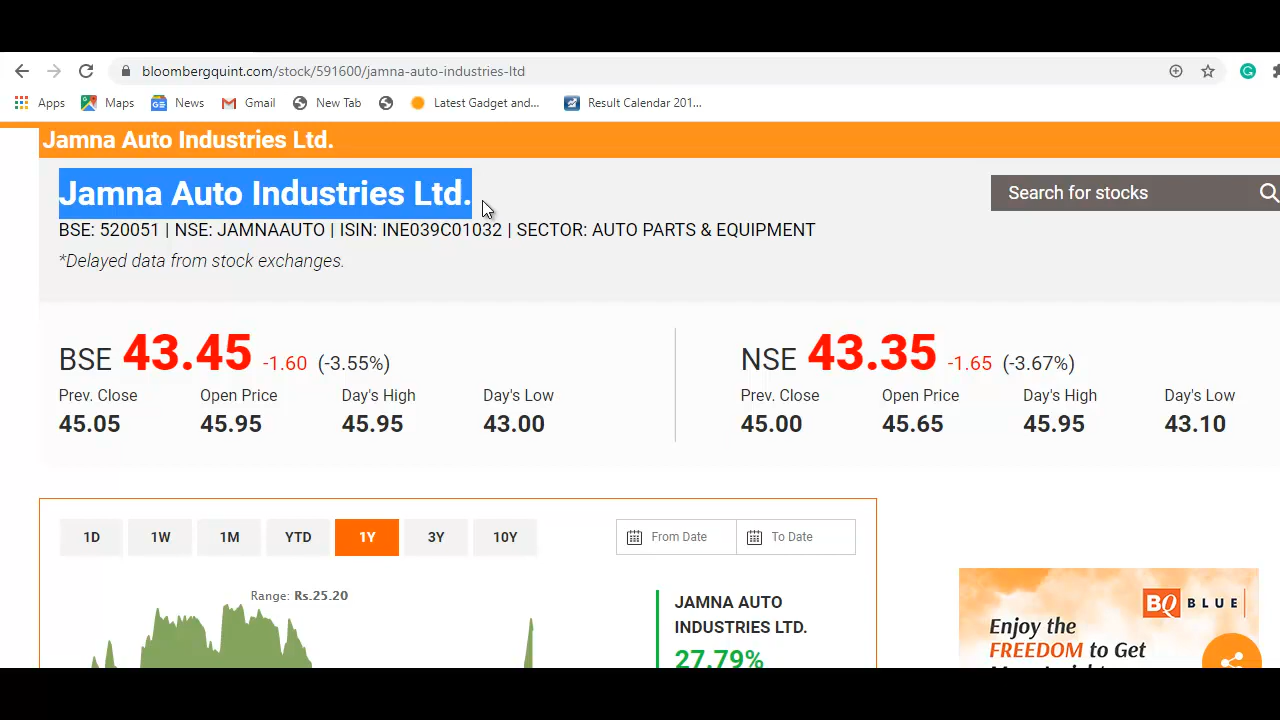 bloombergquint.com/stock/591600/jamna-auto-industries-ltd
Apps Maps News Gmail New Tab Latest Gadget and... Result Calendar 201...
Jamna Auto Industries Ltd.
Jamna Auto Industries Ltd.
Search for stocks
BSE: 520051 | NSE: JAMNAAUTO | ISIN: INE039C01032 | SECTOR: AUTO PARTS & EQUIPMENT
*Delayed data from stock exchanges.
BSE 43.45 -1.60 (-3.55%)
Prev. Close Open Price Day's High Day's Low
45.05 45.95 45.95 43.00
NSE 43.35 -1.65 (-3.67%)
Prev. Close Open Price Day's High Day's Low
45.00 45.65 45.95 43.10
1D 1W 1M YTD 1Y 3Y 10Y From Date To Date
Range: Rs.25.20
JAMNA AUTO
INDUSTRIES LTD.
27.79%
BQ BLUE
Enjoy the
FREEDOM to Get